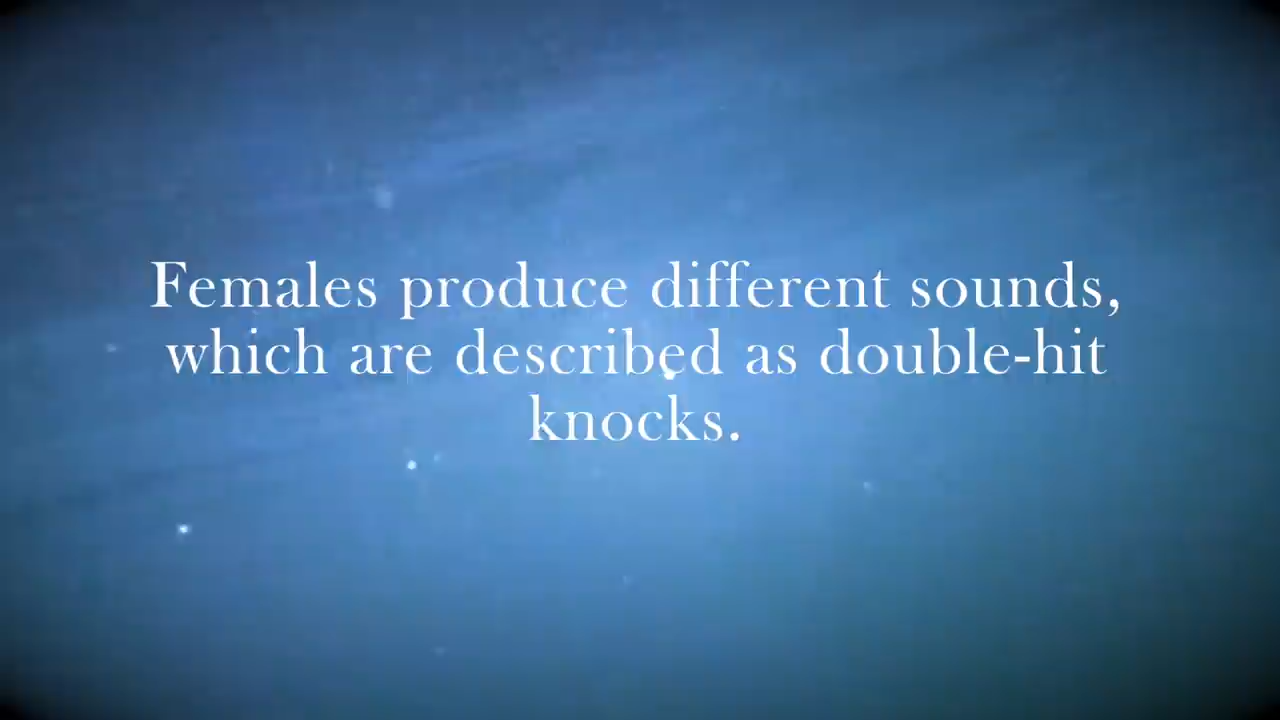 Females produce different sounds,
which are described as double-hit
knocks.